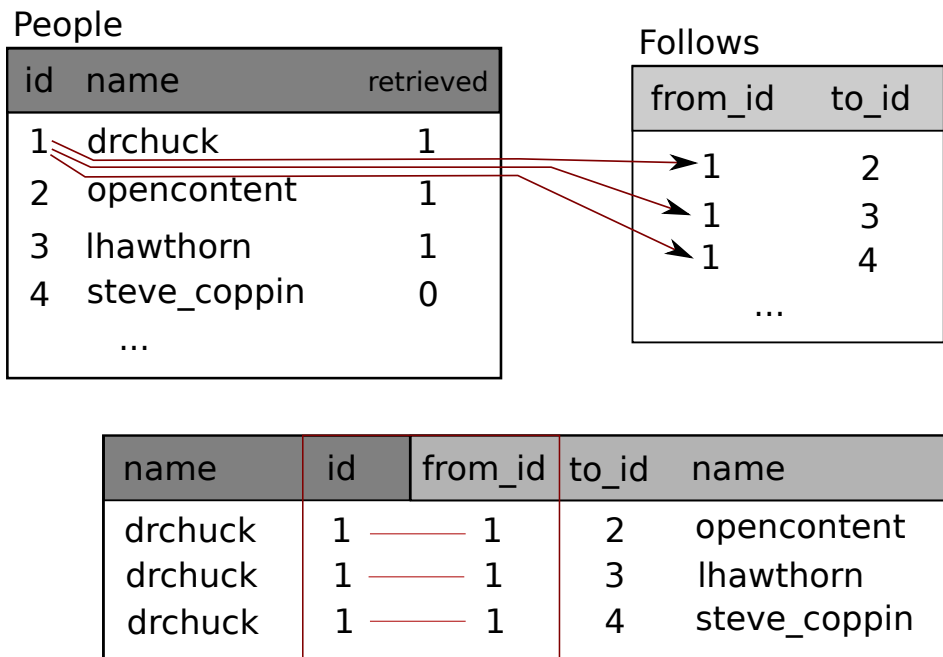 People
id name retrieved
1 drchuck 1
2 opencontent 1
3 lhawthorn 1
4 steve_coppin 0
...
Follows
from_id to_id
1 2
1 3
1 4
...
name id from_id to_id name
drchuck 1 1 2 opencontent
drchuck 1 1 3 lhawthorn
drchuck 1 1 4 steve_coppin